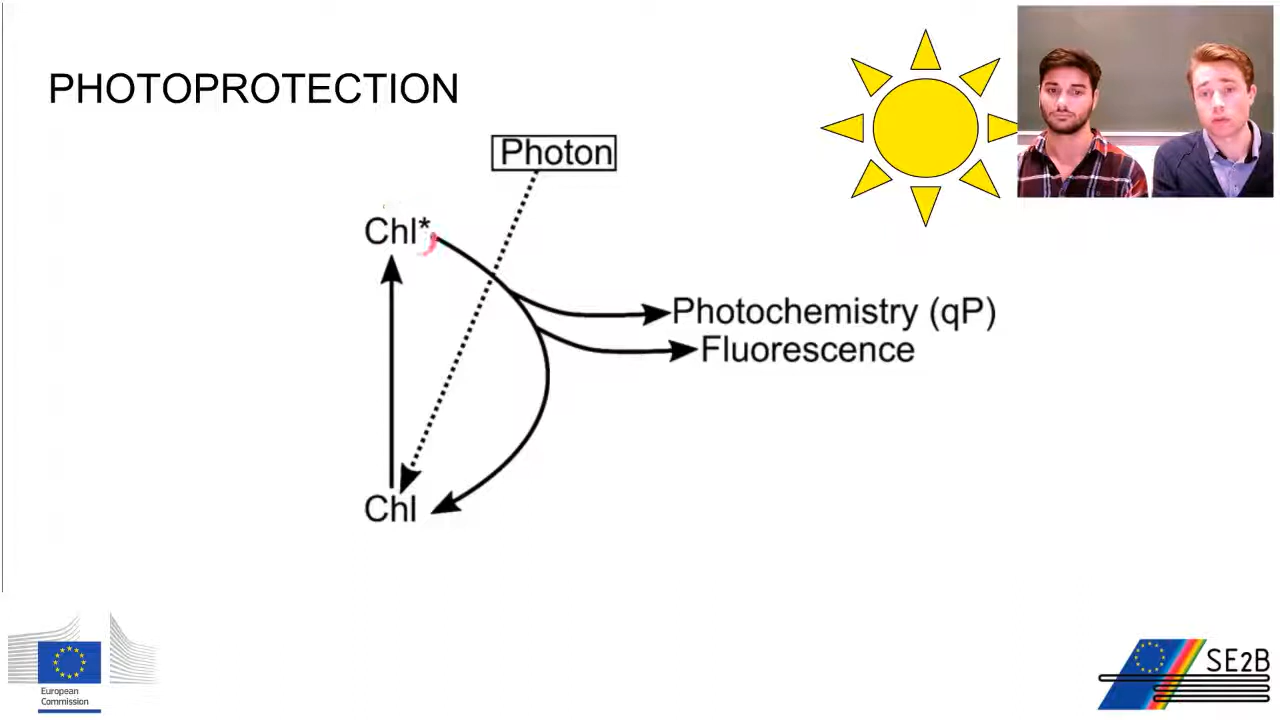 PHOTOPROTECTION
Photon
Chl*
Photochemistry (qP)
Fluorescence
Chl
European
Commission
SE2B